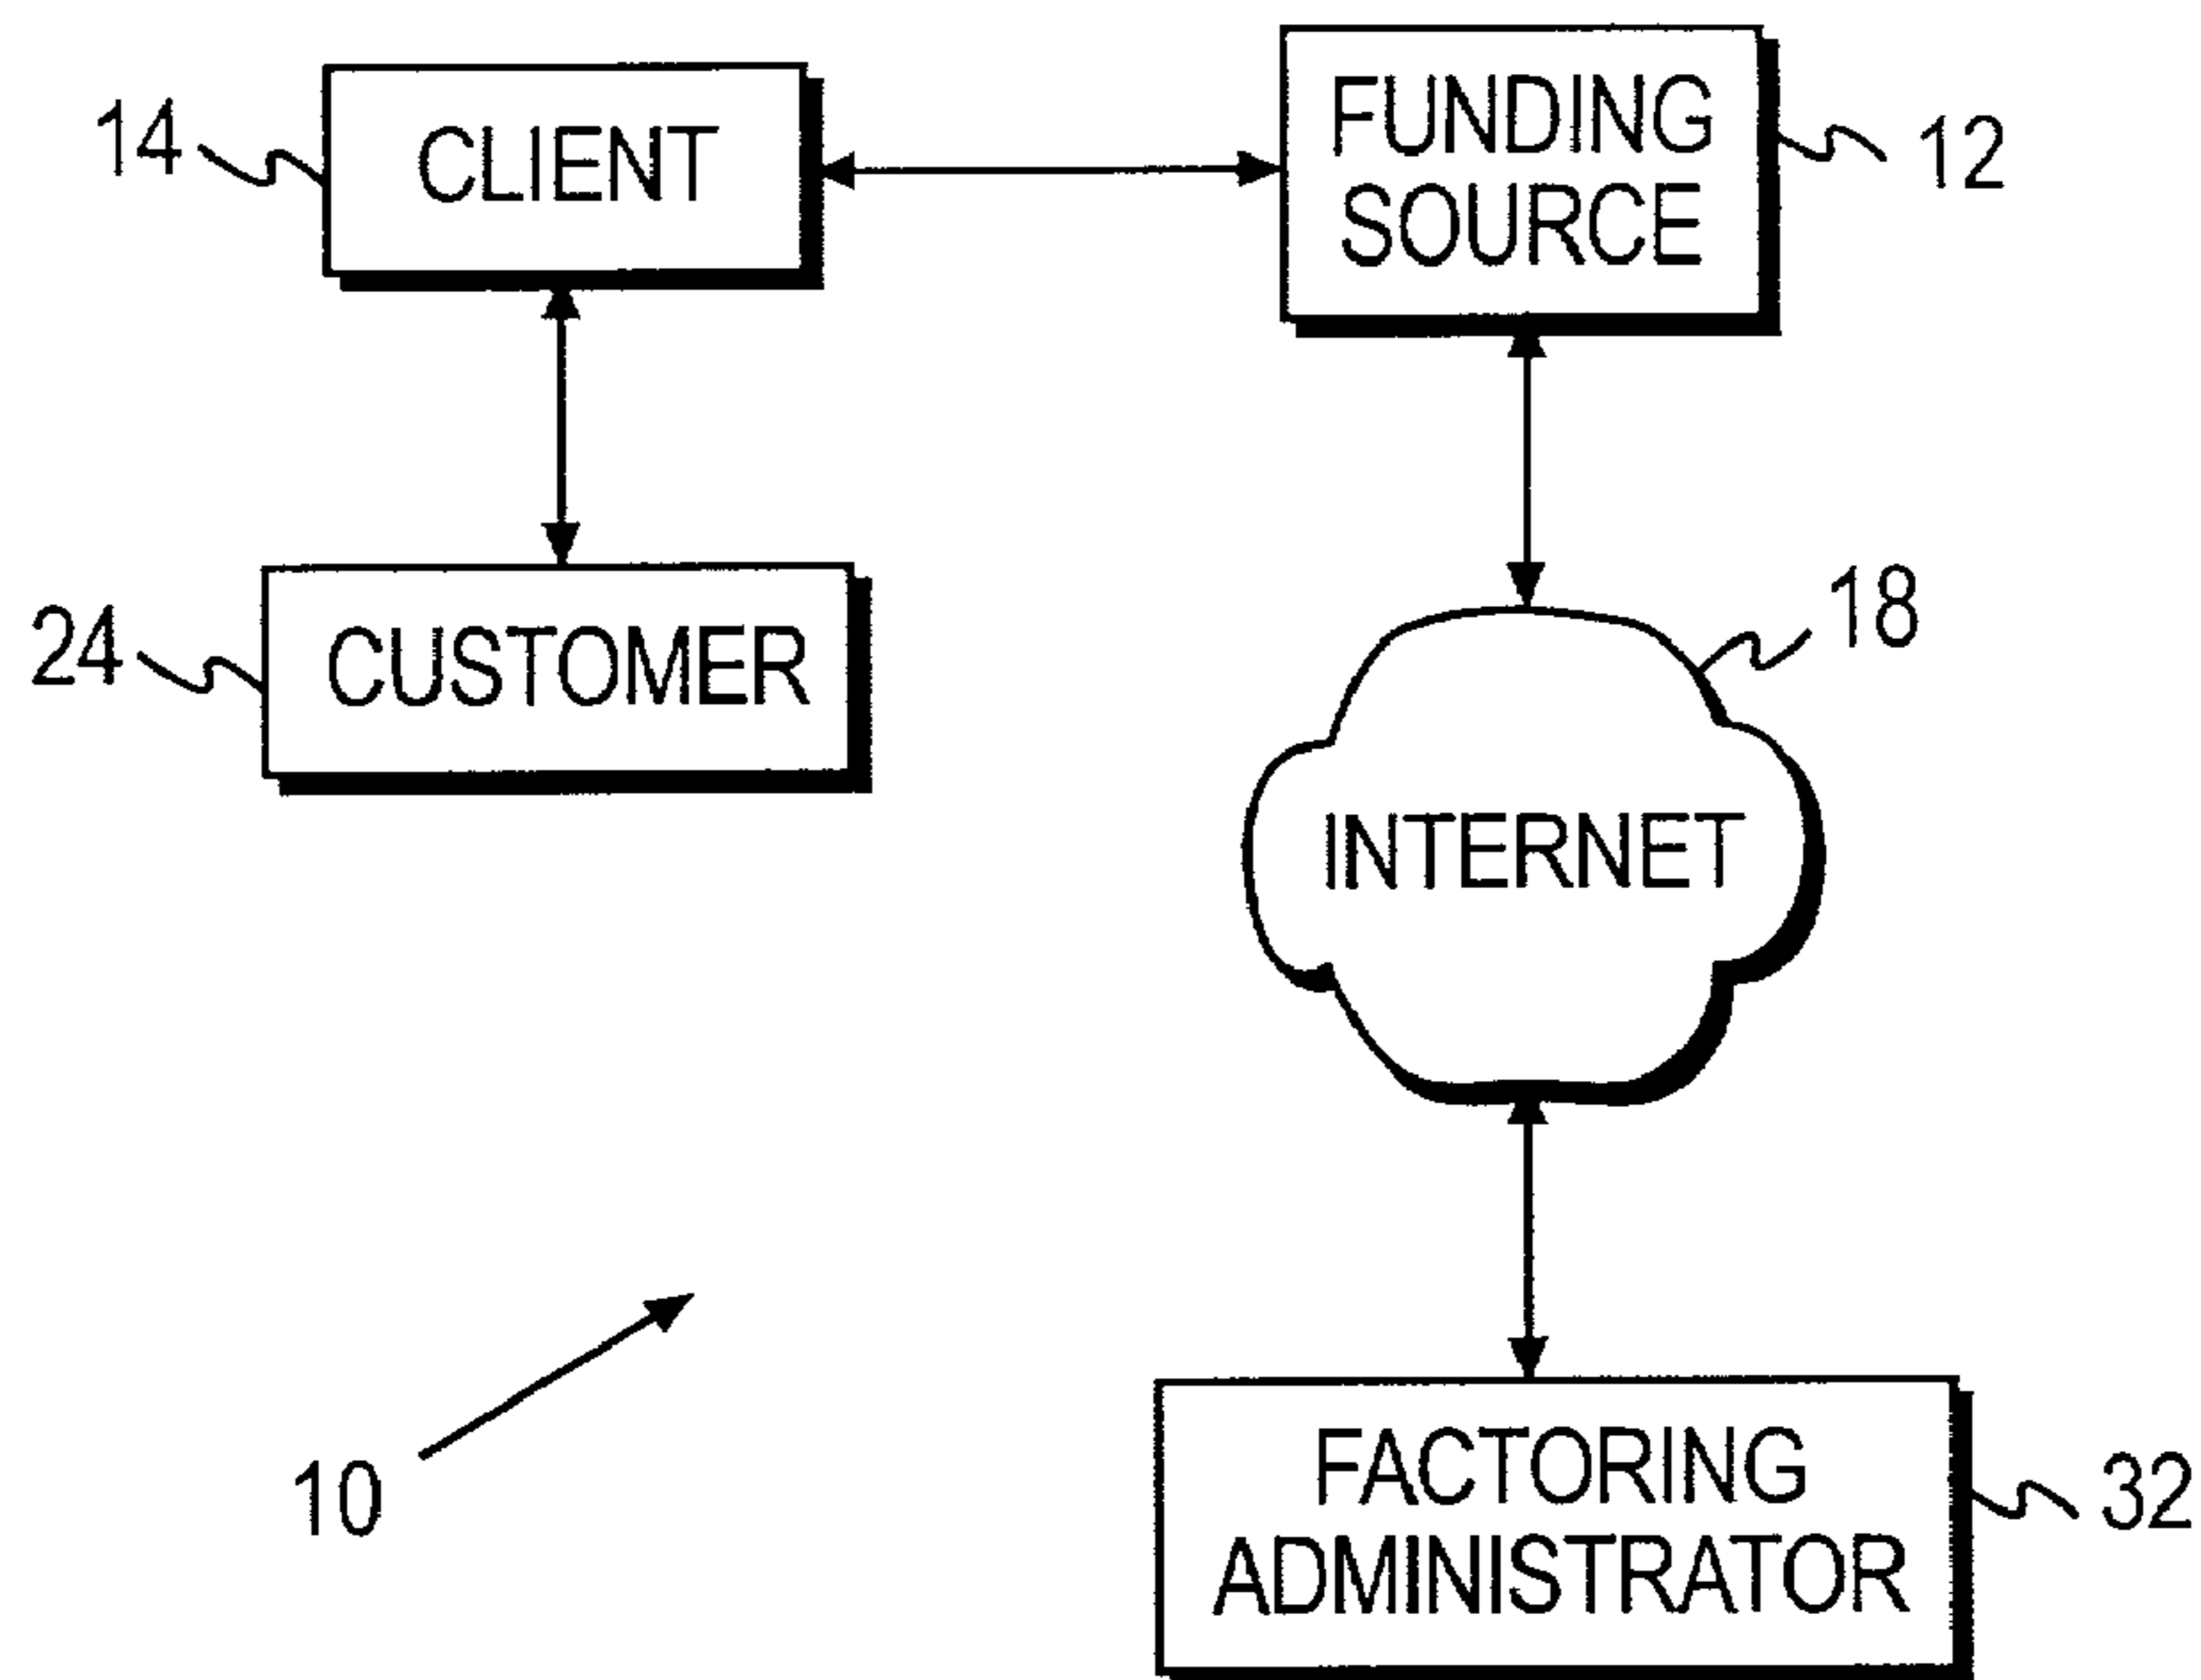 14
CLIENT
FUNDING
SOURCE
12
24
CUSTOMER
18
INTERNET
10
FACTORING
ADMINISTRATOR
32